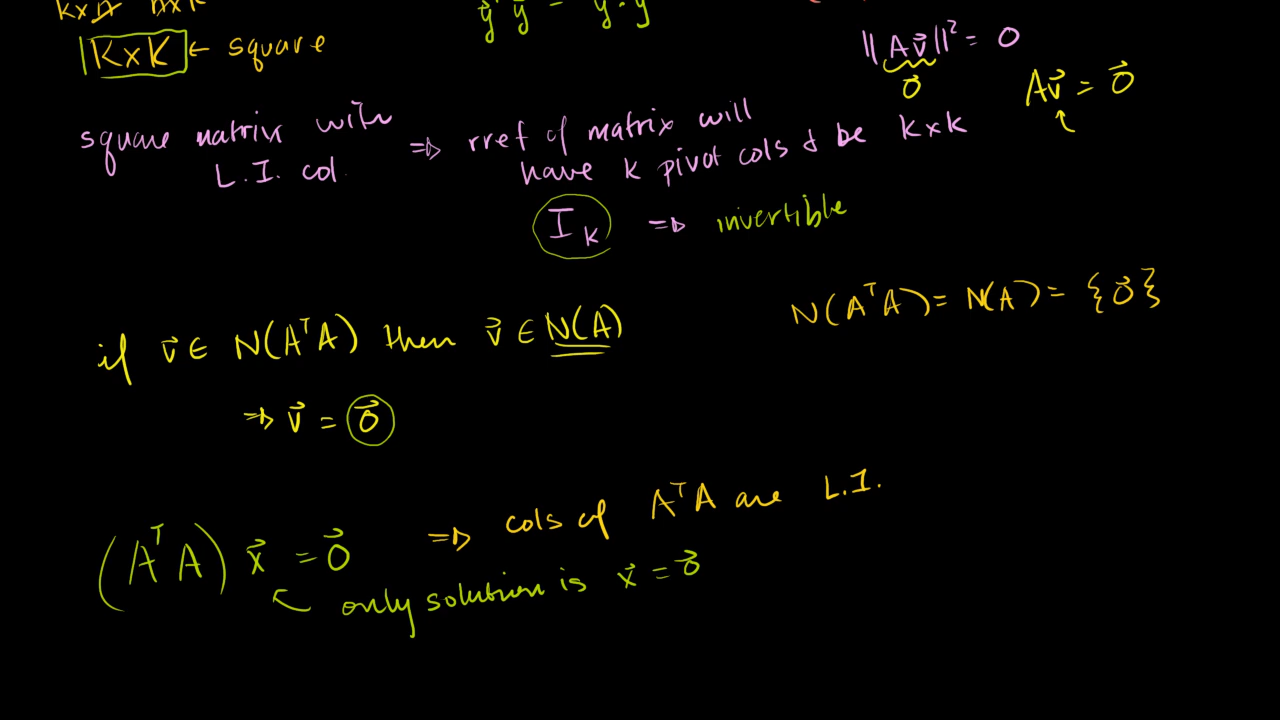 K×K ← square
‖Av⃗‖² = 0
0⃗
Av⃗ = 0⃗
square matrix with
L.I. col.
⇒ rref of matrix will
have k pivot cols & be k×k
I_k ⇒ invertible
if v⃗ ∈ N(AᵀA) then v⃗ ∈ N(A)
N(AᵀA) = N(A) = {0⃗}
⇒ v⃗ = 0⃗
(AᵀA) x⃗ = 0⃗
⇒ cols of AᵀA are L.I.
only solution is x⃗ = 0⃗